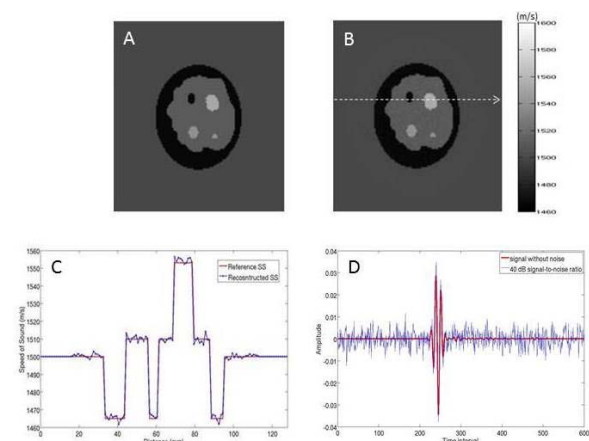 A
B
(m/s)
1600
1580
1560
1540
1520
1500
1480
1460
C
Reference SS
Recosntructed SS
Speed of Sound (m/s)
1560
1550
1540
1530
1520
1510
1500
1490
1480
1470
1460
0 20 40 60 80 100 120
D
signal without noise
40 dB signal-to-noise ratio
Amplitude
0.04
0.03
0.02
0.01
0
-0.01
-0.02
-0.03
-0.04
0 100 200 300 400 500 600
Time interval